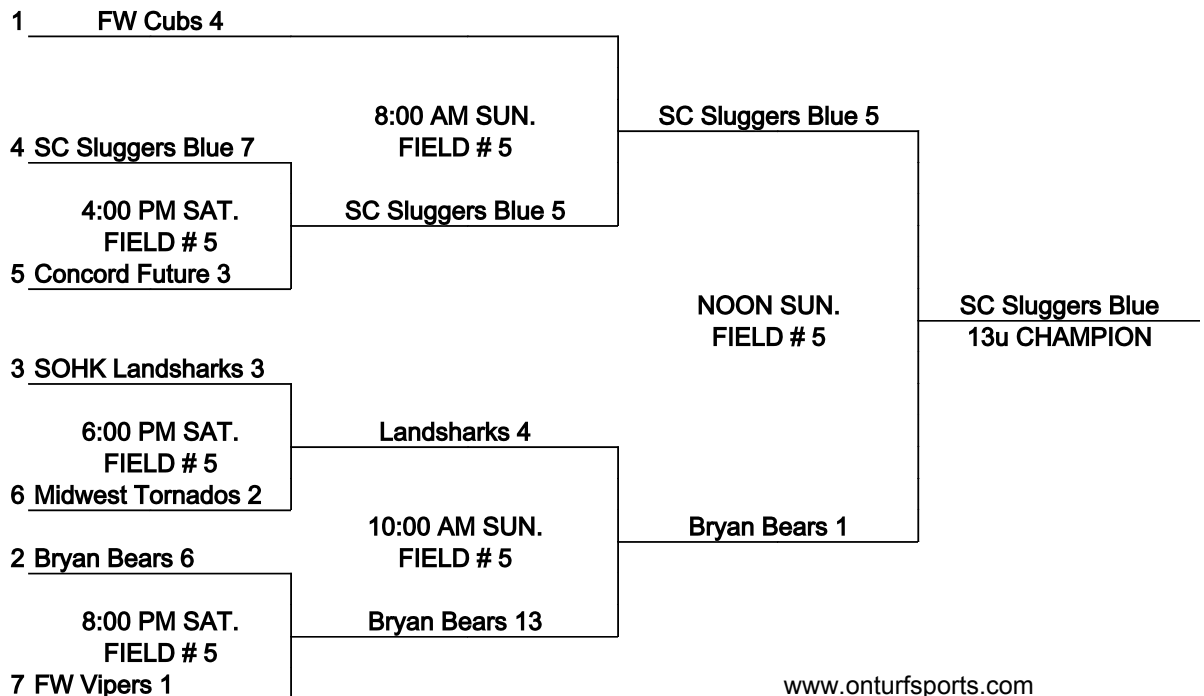 1 FW Cubs 4
8:00 AM SUN.
FIELD # 5
SC Sluggers Blue 5
4 SC Sluggers Blue 7
4:00 PM SAT.
FIELD # 5
SC Sluggers Blue 5
5 Concord Future 3
NOON SUN.
FIELD # 5
SC Sluggers Blue
13u CHAMPION
3 SOHK Landsharks 3
6:00 PM SAT.
FIELD # 5
Landsharks 4
6 Midwest Tornados 2
10:00 AM SUN.
FIELD # 5
Bryan Bears 1
2 Bryan Bears 6
8:00 PM SAT.
FIELD # 5
Bryan Bears 13
7 FW Vipers 1
www.onturfsports.com